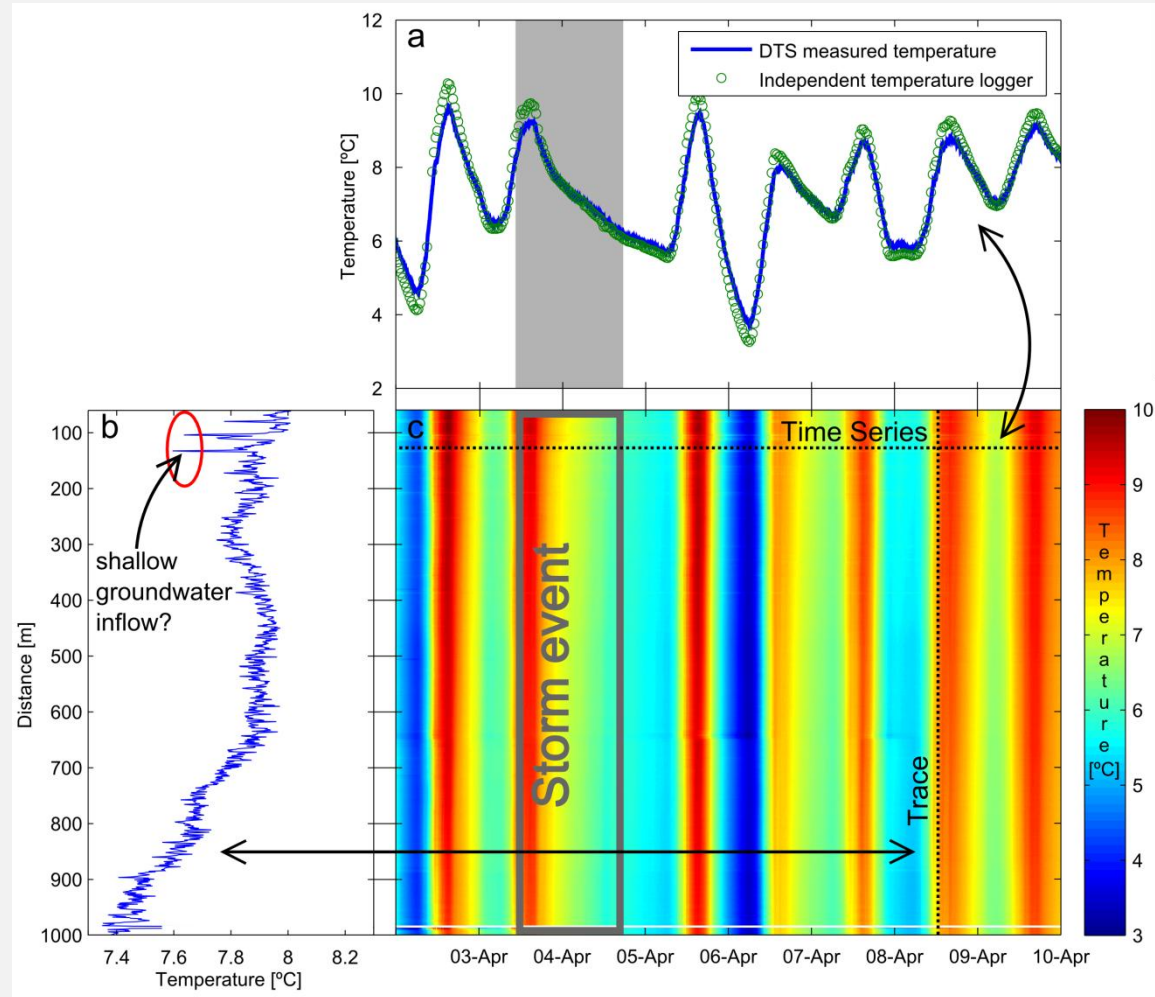 a
DTS measured temperature
Independent temperature logger
12
10
8
6
4
2
Temperature [ºC]
b
100
200
300
400
500
600
700
800
900
1000
Distance [m]
shallow
groundwater
inflow?
7.4 7.6 7.8 8 8.2
Temperature [ºC]
c
Time Series
Storm event
Trace
03-Apr 04-Apr 05-Apr 06-Apr 07-Apr 08-Apr 09-Apr 10-Apr
10
9
8
7
6
5
4
3
Temperature [ºC]